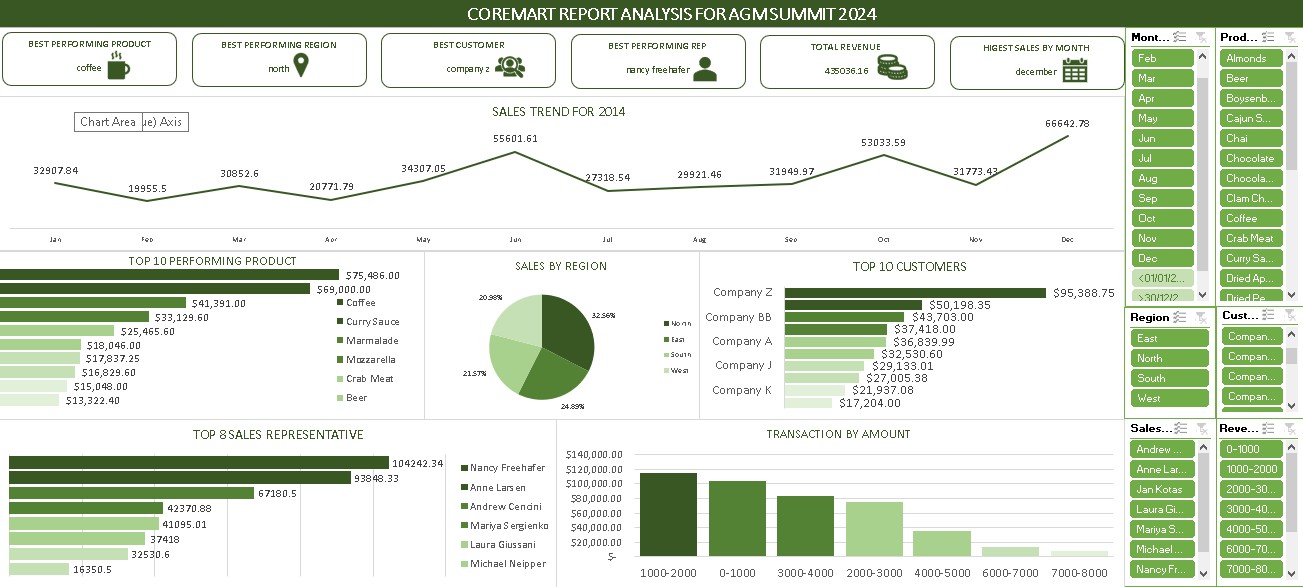 COREMART REPORT ANALYSIS FOR AGM SUMMIT 2024
BEST PERFORMING PRODUCT
coffee
BEST PERFORMING REGION
north
BEST CUSTOMER
company z
BEST PERFORMING REP
nancy freehafer
TOTAL REVENUE
435036.16
HIGEST SALES BY MONTH
december
SALES TREND FOR 2014
Chart Area
ue) Axis
32907.84
19955.5
30852.6
20771.79
34307.05
55601.61
27318.54
29921.46
31949.97
53033.59
31773.43
66642.78
Jan
Feb
Mar
Apr
May
Jun
Jul
Aug
Sep
Oct
Nov
Dec
TOP 10 PERFORMING PRODUCT
$75,486.00
$69,000.00
$41,391.00
$33,129.60
$25,465.60
$18,046.00
$17,837.25
$16,829.60
$15,048.00
$13,322.40
Coffee
Curry Sauce
Marmalade
Mozzarella
Crab Meat
Beer
SALES BY REGION
20.98%
32.56%
21.57%
24.89%
North
East
South
West
TOP 10 CUSTOMERS
Company Z
Company BB
Company A
Company J
Company K
$95,388.75
$50,198.35
$43,703.00
$37,418.00
$36,839.99
$32,530.60
$29,133.01
$27,005.38
$21,937.08
$17,204.00
TOP 8 SALES REPRESENTATIVE
104242.34
93848.33
67180.5
42370.88
41095.01
37418
32530.6
16350.5
Nancy Freehafer
Anne Larsen
Andrew Cencini
Mariya Sergienko
Laura Giussani
Michael Neipper
TRANSACTION BY AMOUNT
$140,000.00
$120,000.00
$100,000.00
$80,000.00
$60,000.00
$40,000.00
$20,000.00
$-
1000-2000
0-1000
3000-4000
2000-3000
4000-5000
6000-7000
7000-8000
Mont...
Feb
Mar
Apr
May
Jun
Jul
Aug
Sep
Oct
Nov
Dec
<01/01/2...
>30/12/2...
Prod...
Almonds
Beer
Boysenb...
Cajun S...
Chai
Chocolate
Chocola...
Clam Ch...
Coffee
Crab Meat
Curry Sa...
Dried Ap...
Dried Pe...
Region
East
North
South
West
Cust...
Compan...
Compan...
Compan...
Compan...
Sales...
Andrew ...
Anne Lar...
Jan Kotas
Laura Gi...
Mariya S...
Michael ...
Nancy Fr...
Reve...
0-1000
1000-2000
2000-30...
3000-40...
4000-50...
6000-70...
7000-80...